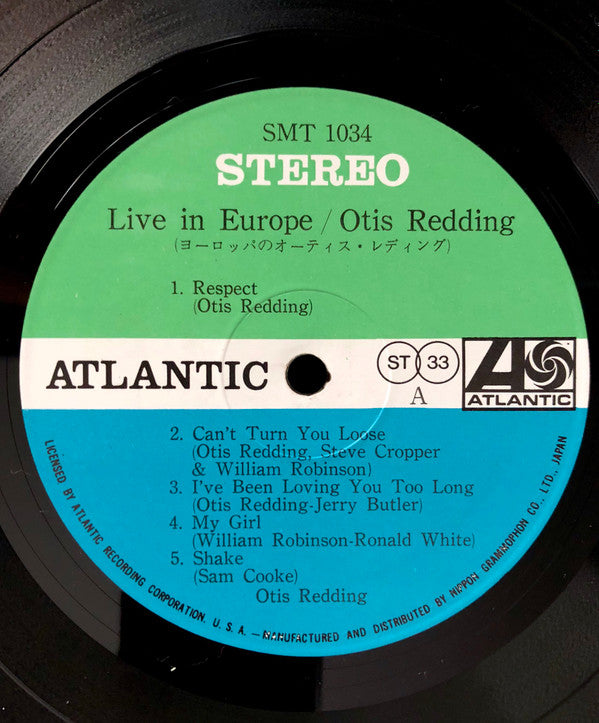 SMT 1034
STEREO
Live in Europe / Otis Redding
(ヨーロッパのオーティス・レディング)
1. Respect
(Otis Redding)
ATLANTIC
ST 33
A
ATLANTIC
2. Can't Turn You Loose
(Otis Redding, Steve Cropper
& William Robinson)
3. I've Been Loving You Too Long
(Otis Redding-Jerry Butler)
4. My Girl
(William Robinson-Ronald White)
5. Shake
(Sam Cooke)
Otis Redding
LICENSED BY ATLANTIC RECORDING CORPORATION, U. S. A. —MANUFACTURED AND DISTRIBUTED BY NIPPON GRAMMOPHON CO., LTD., JAPAN